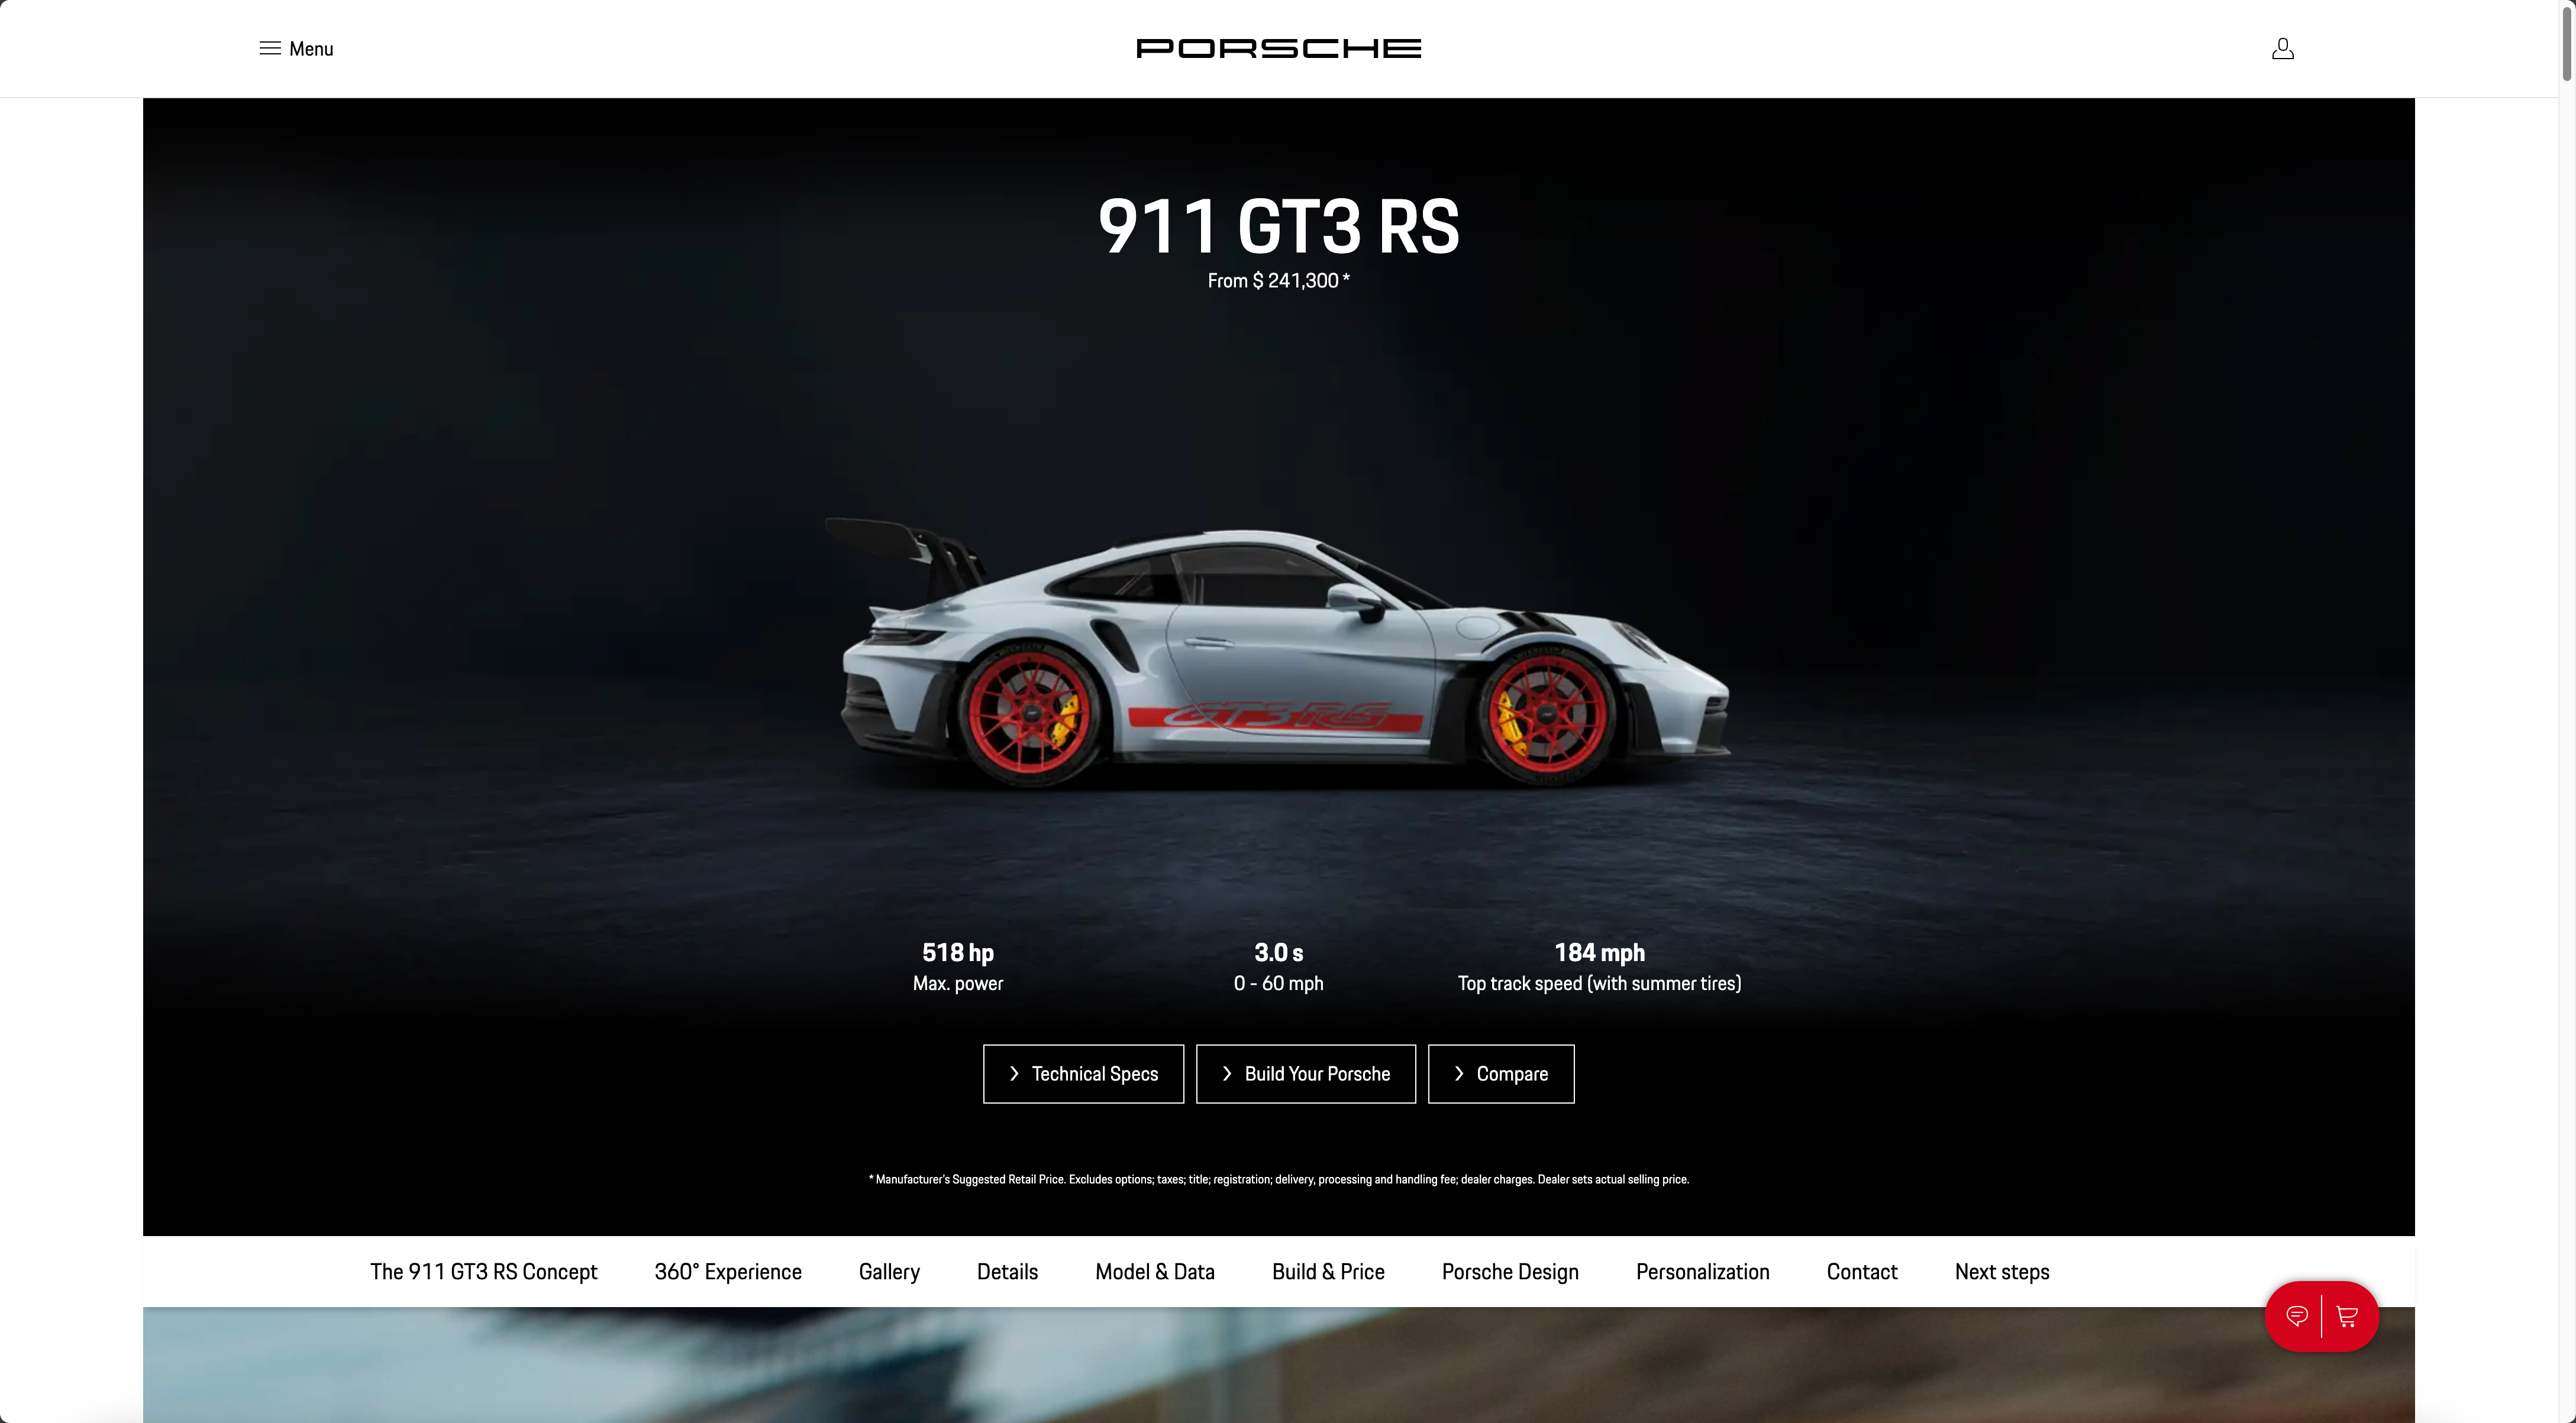 Menu
PORSCHE
911 GT3 RS
From $ 241,300 *
GT3 RS
518 hp
Max. power
3.0 s
0 - 60 mph
184 mph
Top track speed (with summer tires)
Technical Specs
Build Your Porsche
Compare
* Manufacturer's Suggested Retail Price. Excludes options; taxes; title; registration; delivery, processing and handling fee; dealer charges. Dealer sets actual selling price.
The 911 GT3 RS Concept
360° Experience
Gallery
Details
Model & Data
Build & Price
Porsche Design
Personalization
Contact
Next steps